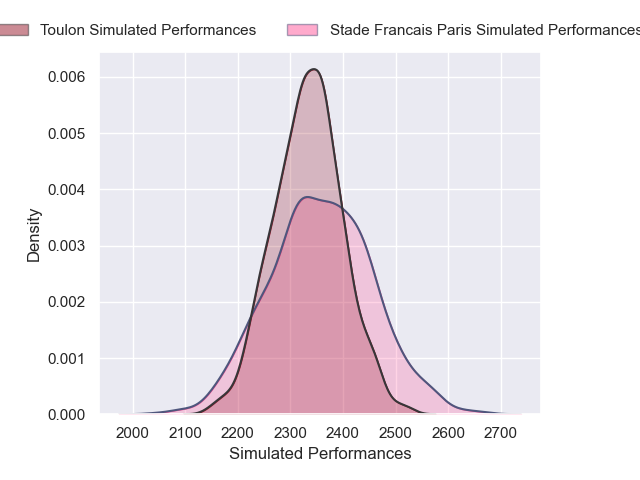 Toulon Simulated Performances
Stade Francais Paris Simulated Performances
0.006
0.005
0.004
0.003
0.002
0.001
0.000
Density
2000 2100 2200 2300 2400 2500 2600 2700
Simulated Performances